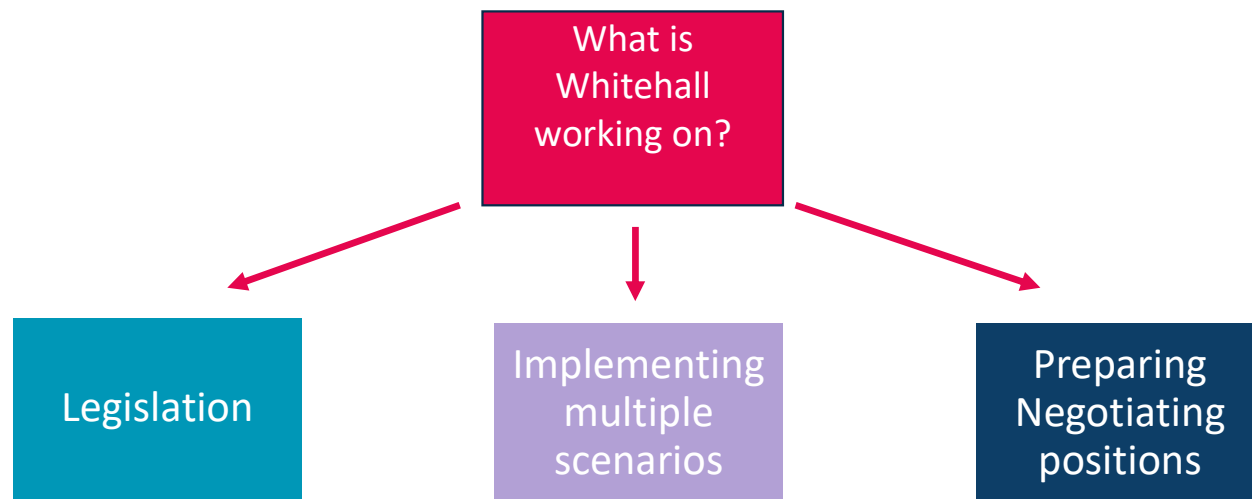 What is
Whitehall
working on?
Legislation
Implementing
multiple
scenarios
Preparing
Negotiating
positions